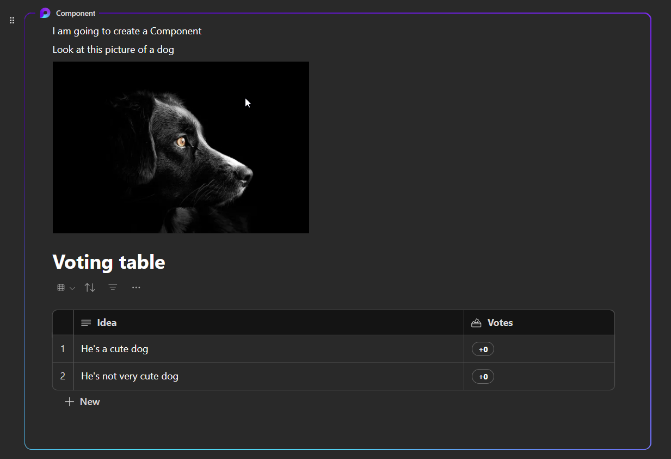 Component
I am going to create a Component
Look at this picture of a dog
Voting table
Idea Votes
1 He's a cute dog +0
2 He's not very cute dog +0
+ New